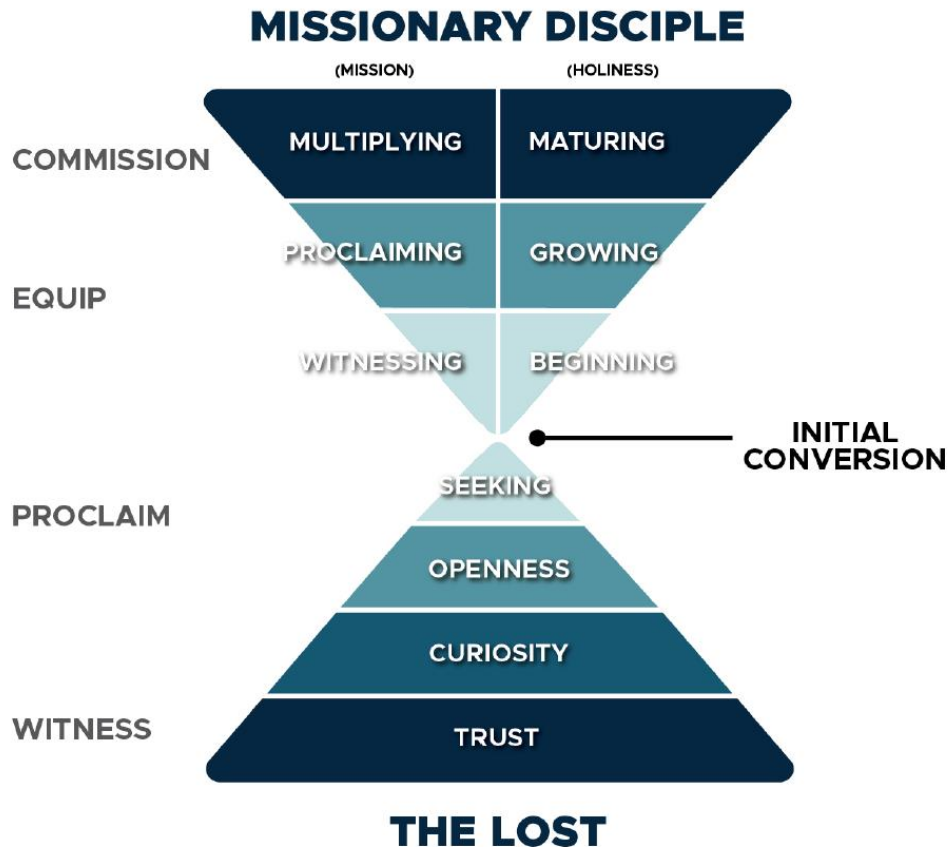 MISSIONARY DISCIPLE
(MISSION) (HOLINESS)
COMMISSION
MULTIPLYING MATURING
PROCLAIMING GROWING
EQUIP
WITNESSING BEGINNING
INITIAL
CONVERSION
SEEKING
PROCLAIM
OPENNESS
CURIOSITY
WITNESS
TRUST
THE LOST